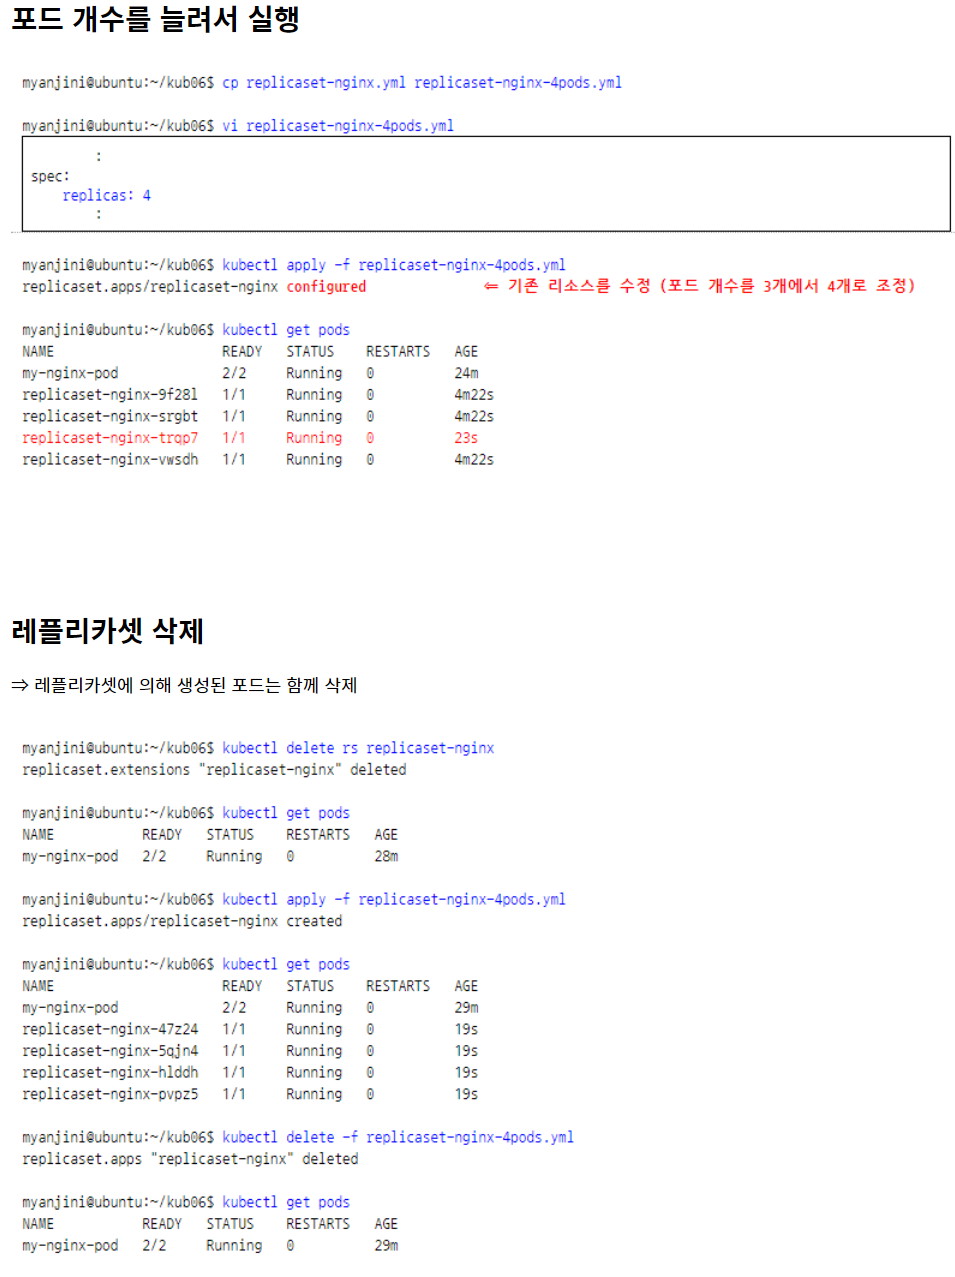 포드 개수를 늘려서 실행
myanjini@ubuntu:~/kub06$ cp replicaset-nginx.yml replicaset-nginx-4pods.yml
myanjini@ubuntu:~/kub06$ vi replicaset-nginx-4pods.yml
:
spec:
replicas: 4
:
myanjini@ubuntu:~/kub06$ kubectl apply -f replicaset-nginx-4pods.yml
replicaset.apps/replicaset-nginx configured ⇐ 기존 리소스를 수정 (포드 개수를 3개에서 4개로 조정)
myanjini@ubuntu:~/kub06$ kubectl get pods
NAME READY STATUS RESTARTS AGE
my-nginx-pod 2/2 Running 0 24m
replicaset-nginx-9f28l 1/1 Running 0 4m22s
replicaset-nginx-srgbt 1/1 Running 0 4m22s
replicaset-nginx-trqp7 1/1 Running 0 23s
replicaset-nginx-vwsdh 1/1 Running 0 4m22s
레플리카셋 삭제
⇒ 레플리카셋에 의해 생성된 포드는 함께 삭제
myanjini@ubuntu:~/kub06$ kubectl delete rs replicaset-nginx
replicaset.extensions "replicaset-nginx" deleted
myanjini@ubuntu:~/kub06$ kubectl get pods
NAME READY STATUS RESTARTS AGE
my-nginx-pod 2/2 Running 0 28m
myanjini@ubuntu:~/kub06$ kubectl apply -f replicaset-nginx-4pods.yml
replicaset.apps/replicaset-nginx created
myanjini@ubuntu:~/kub06$ kubectl get pods
NAME READY STATUS RESTARTS AGE
my-nginx-pod 2/2 Running 0 29m
replicaset-nginx-47z24 1/1 Running 0 19s
replicaset-nginx-5qjn4 1/1 Running 0 19s
replicaset-nginx-hlddh 1/1 Running 0 19s
replicaset-nginx-pvpz5 1/1 Running 0 19s
myanjini@ubuntu:~/kub06$ kubectl delete -f replicaset-nginx-4pods.yml
replicaset.apps "replicaset-nginx" deleted
myanjini@ubuntu:~/kub06$ kubectl get pods
NAME READY STATUS RESTARTS AGE
my-nginx-pod 2/2 Running 0 29m